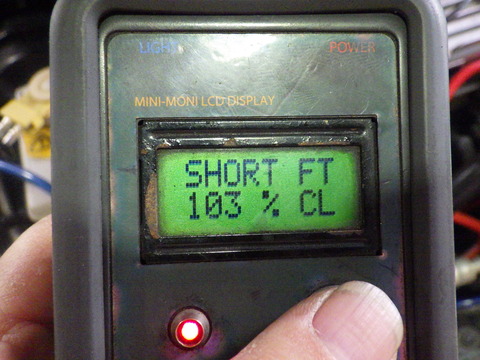 LIGHT POWER
MINI-MONI LCD DISPLAY
SHORT FT
103 % CL